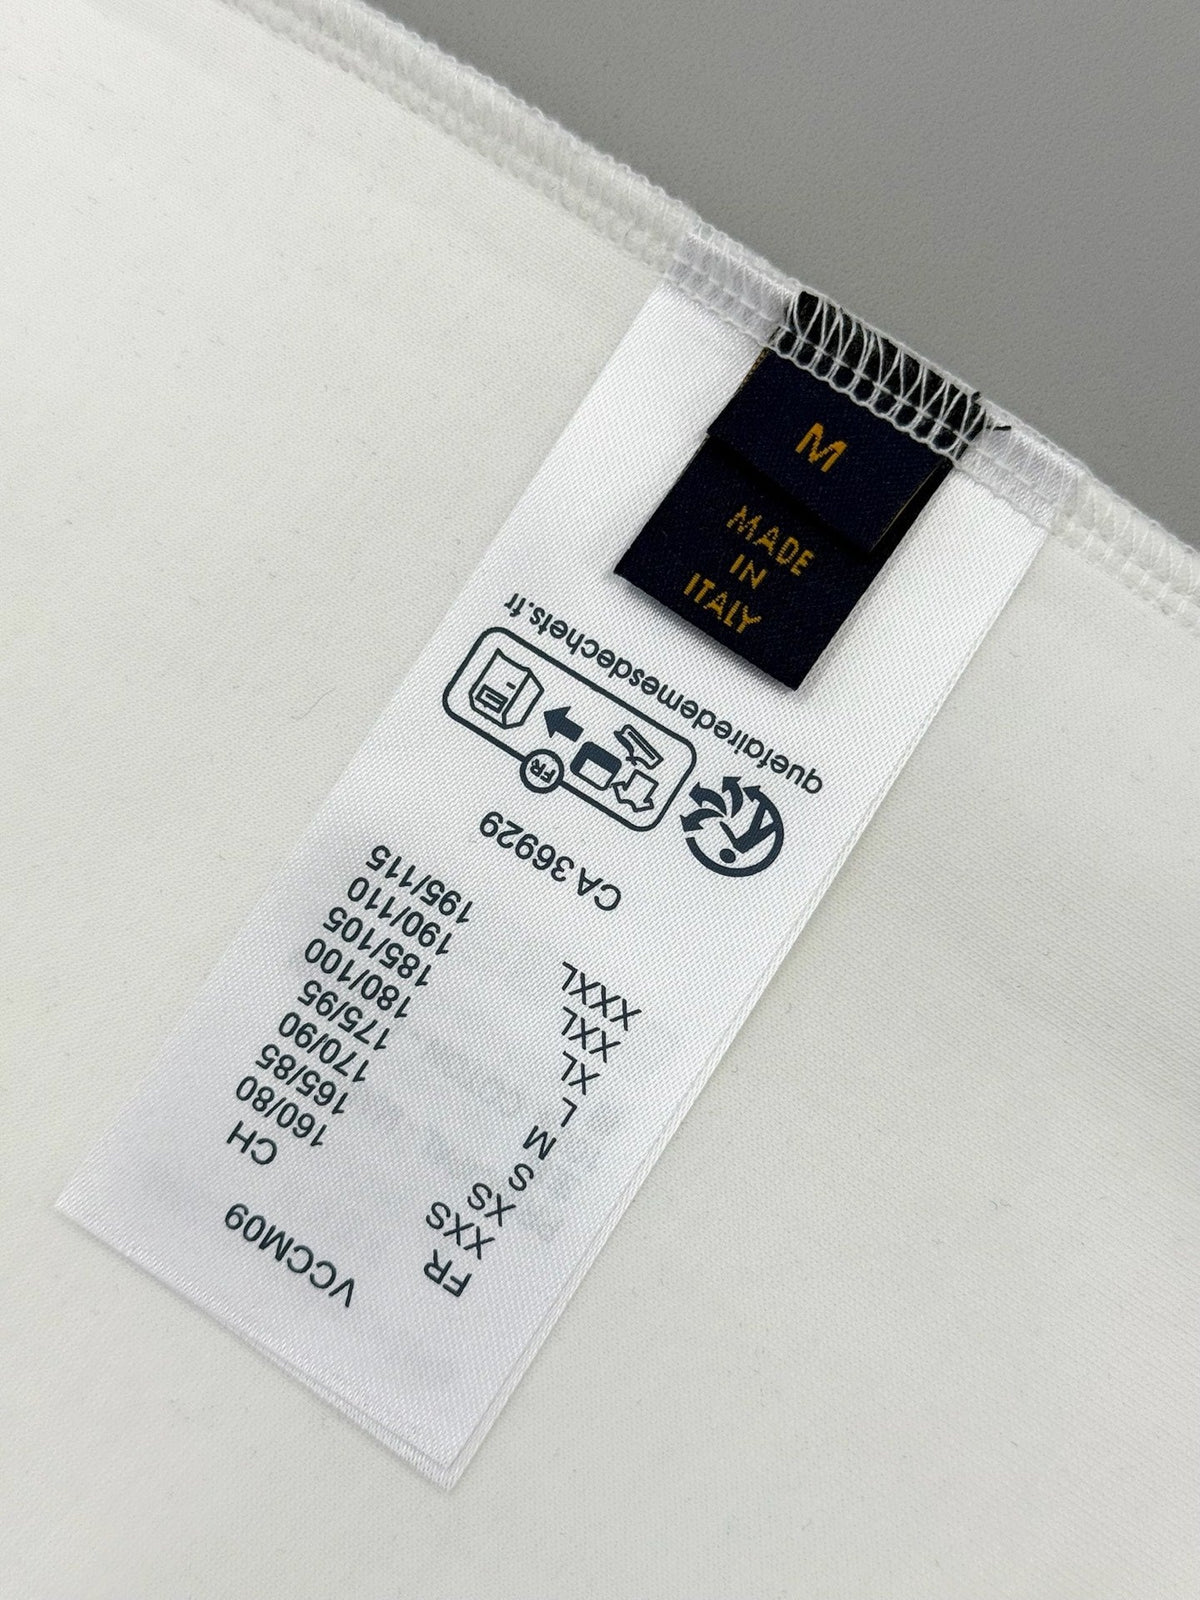 M
MADE
IN
ITALY
VCCM09
FR CH
XXS 160/80
XS 165/85
S 170/90
M 175/95
L 180/100
XL 185/105
XXL 190/110
XXXL 195/115
CA 36929
FR
quefairedemesdechets.fr